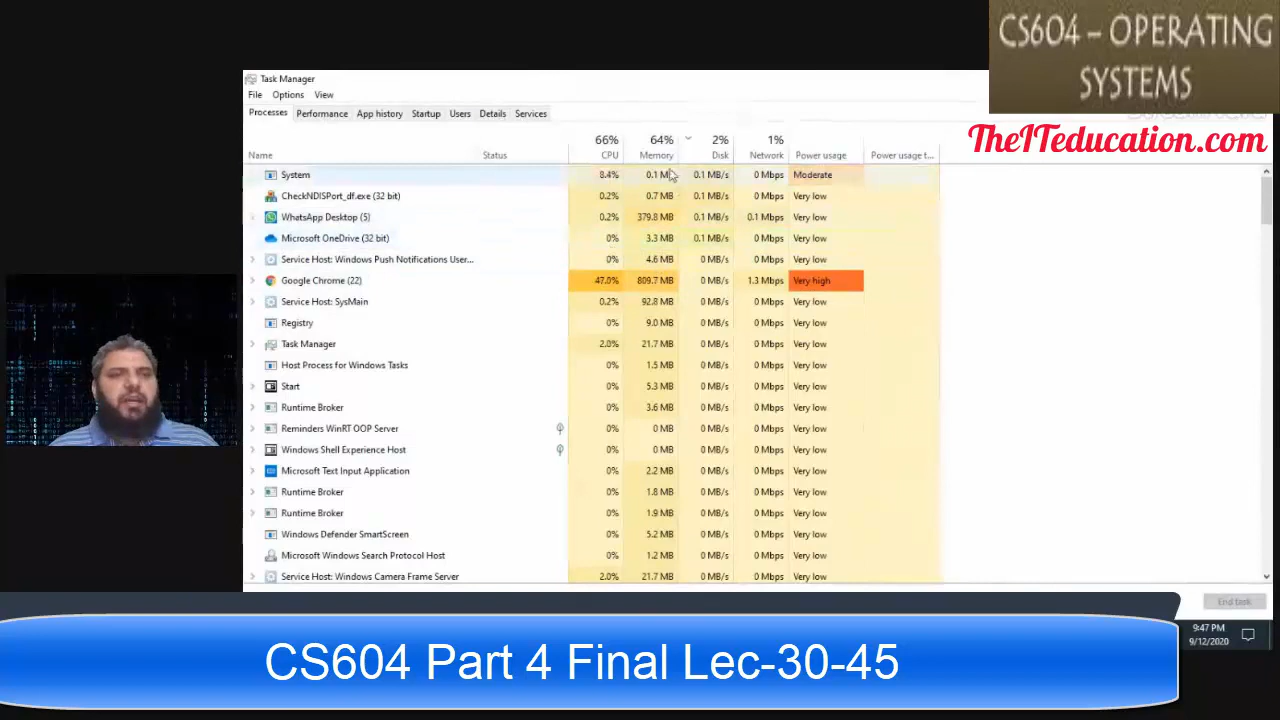 CS604 – OPERATING
SYSTEMS
TheITeducation.com
Task Manager
File Options View
Processes Performance App history Startup Users Details Services
66% 64% 2% 1%
Name Status CPU Memory Disk Network Power usage Power usage t...
System 8.4% 0.1 0.1 MB/s 0 Mbps Moderate
CheckNDISPort_df.exe (32 bit) 0.2% 0.7 MB 0.1 MB/s 0 Mbps Very low
WhatsApp Desktop (5) 0.2% 379.8 MB 0.1 MB/s 0.1 Mbps Very low
Microsoft OneDrive (32 bit) 0% 3.3 MB 0.1 MB/s 0 Mbps Very low
Service Host: Windows Push Notifications User... 0% 4.6 MB 0 MB/s 0 Mbps Very low
Google Chrome (22) 47.0% 809.7 MB 0 MB/s 1.3 Mbps Very high
Service Host: SysMain 0.2% 92.8 MB 0 MB/s 0 Mbps Very low
Registry 0% 9.0 MB 0 MB/s 0 Mbps Very low
Task Manager 2.0% 21.7 MB 0 MB/s 0 Mbps Very low
Host Process for Windows Tasks 0% 1.5 MB 0 MB/s 0 Mbps Very low
Start 0% 5.3 MB 0 MB/s 0 Mbps Very low
Runtime Broker 0% 3.6 MB 0 MB/s 0 Mbps Very low
Reminders WinRT OOP Server 0% 0 MB 0 MB/s 0 Mbps Very low
Windows Shell Experience Host 0% 0 MB 0 MB/s 0 Mbps Very low
Microsoft Text Input Application 0% 2.2 MB 0 MB/s 0 Mbps Very low
Runtime Broker 0% 1.8 MB 0 MB/s 0 Mbps Very low
Runtime Broker 0% 1.9 MB 0 MB/s 0 Mbps Very low
Windows Defender SmartScreen 0% 5.2 MB 0 MB/s 0 Mbps Very low
Microsoft Windows Search Protocol Host 0% 1.2 MB 0 MB/s 0 Mbps Very low
Service Host: Windows Camera Frame Server 2.0% 21.7 MB 0 MB/s 0 Mbps Very low
End task
9:47 PM
9/12/2020
CS604 Part 4 Final Lec-30-45